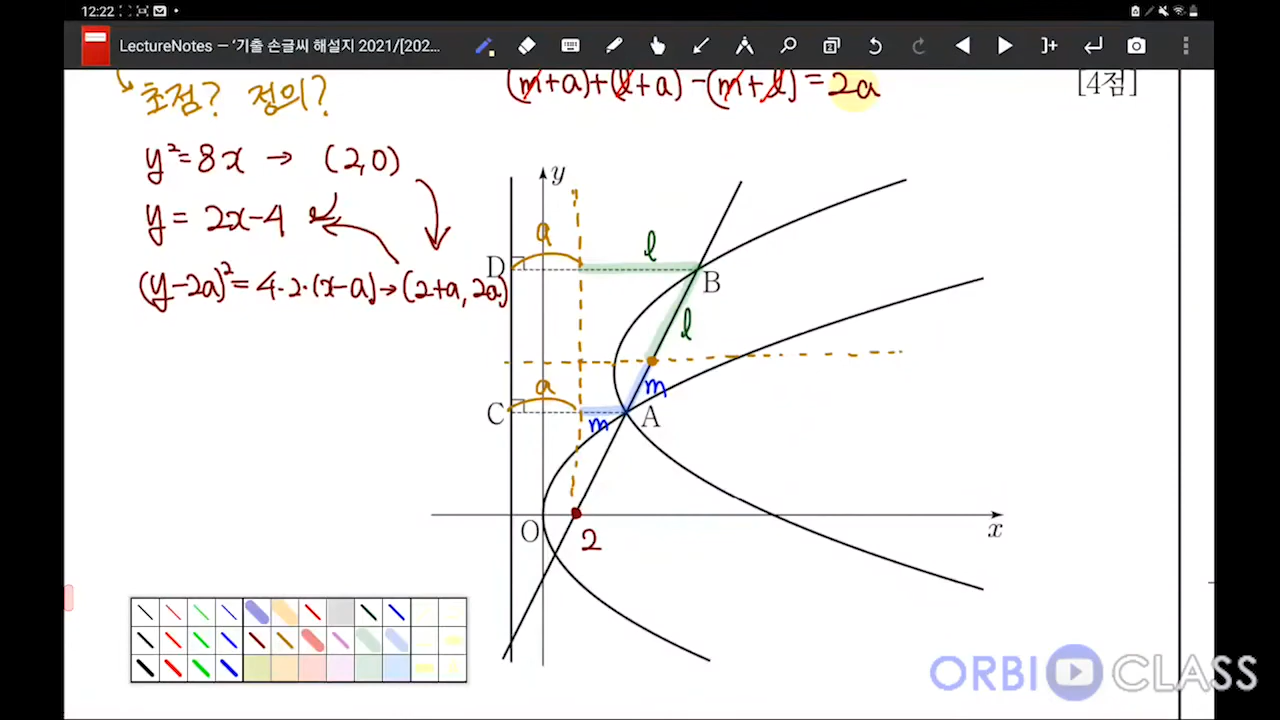 12:22
LectureNotes – ‘기출 손글씨 해설지 2021/[202...
(m+a)+(l+a)-(m+l)=2a
[4점]
초점? 정의?
y²=8x → (2,0)
y= 2x-4
(y-2a)²=4·2·(x-a)→(2+a, 2a)
y
a
l
D
B
l
a
m
C
m
A
O
2
x
ORBI CLASS